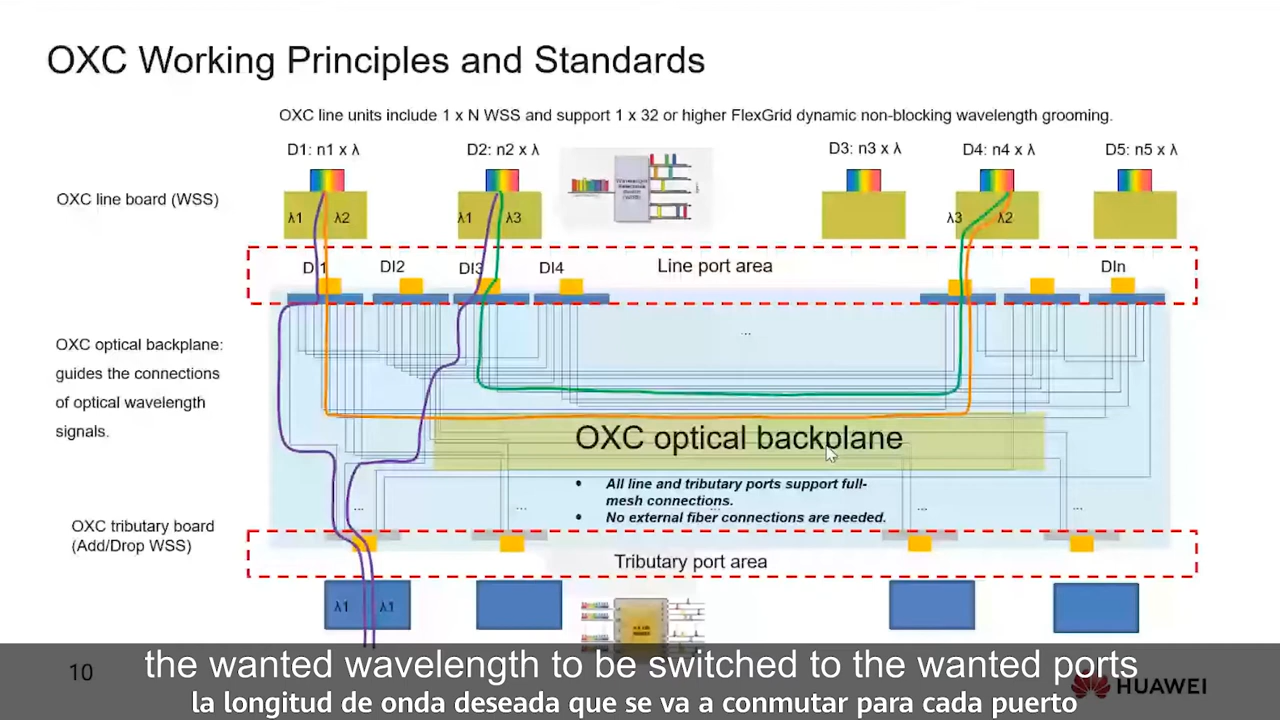 OXC Working Principles and Standards
OXC line units include 1 x N WSS and support 1 x 32 or higher FlexGrid dynamic non-blocking wavelength grooming.
D1: n1 x λ
D2: n2 x λ
D3: n3 x λ
D4: n4 x λ
D5: n5 x λ
OXC line board (WSS)
λ1
λ2
λ1
λ3
λ3
λ2
DI1
DI2
DI3
DI4
Line port area
DIn
...
OXC optical backplane:
guides the connections
of optical wavelength
signals.
OXC optical backplane
All line and tributary ports support full-
mesh connections.
No external fiber connections are needed.
...
...
...
...
OXC tributary board
(Add/Drop WSS)
Tributary port area
λ1
λ1
10
the wanted wavelength to be switched to the wanted ports
HUAWEI
la longitud de onda deseada que se va a conmutar para cada puerto